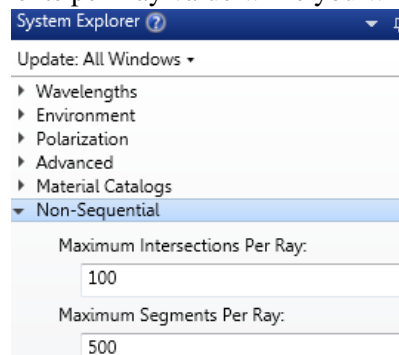 System Explorer ?
Update: All Windows
Wavelengths
Environment
Polarization
Advanced
Material Catalogs
Non-Sequential
Maximum Intersections Per Ray:
100
Maximum Segments Per Ray:
500